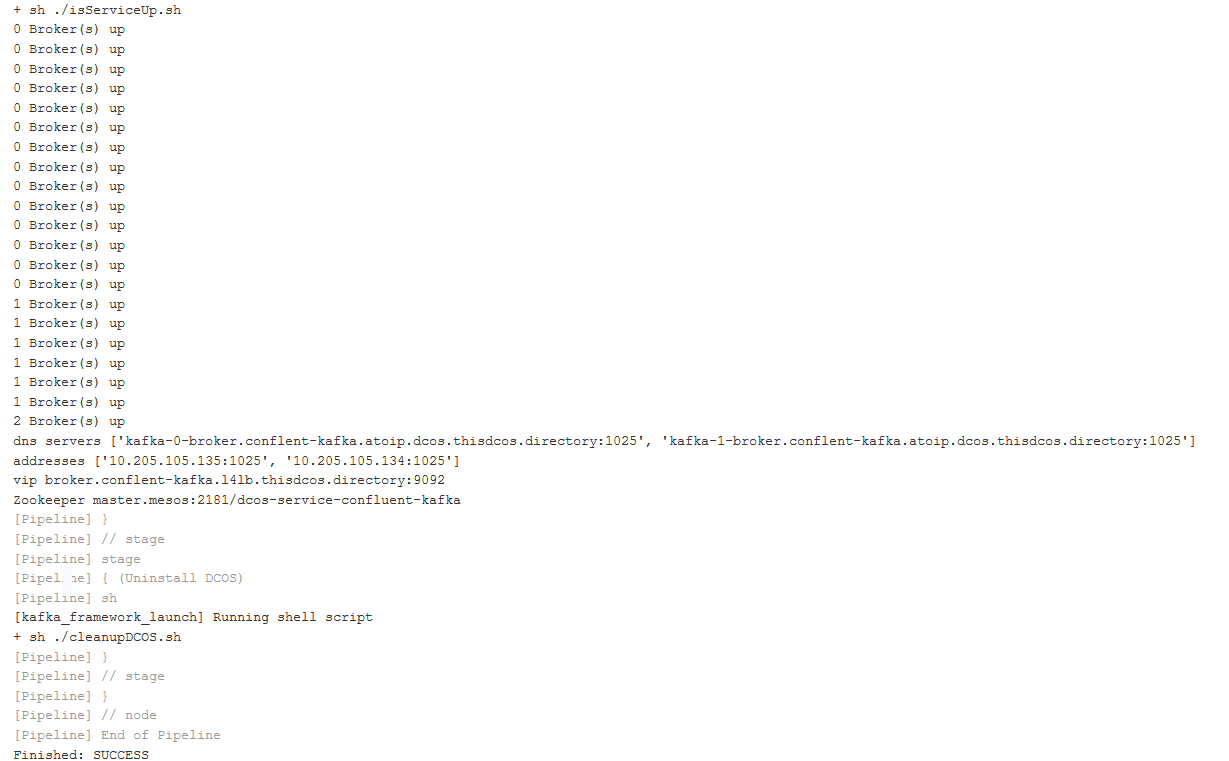 + sh ./isServiceUp.sh
0 Broker(s) up
0 Broker(s) up
0 Broker(s) up
0 Broker(s) up
0 Broker(s) up
0 Broker(s) up
0 Broker(s) up
0 Broker(s) up
0 Broker(s) up
0 Broker(s) up
0 Broker(s) up
0 Broker(s) up
0 Broker(s) up
0 Broker(s) up
1 Broker(s) up
1 Broker(s) up
1 Broker(s) up
1 Broker(s) up
1 Broker(s) up
1 Broker(s) up
2 Broker(s) up
dns servers ['kafka-0-broker.conflent-kafka.atoip.dcos.thisdcos.directory:1025', 'kafka-1-broker.conflent-kafka.atoip.dcos.thisdcos.directory:1025']
addresses ['10.205.105.135:1025', '10.205.105.134:1025']
vip broker.conflent-kafka.l4lb.thisdcos.directory:9092
Zookeeper master.mesos:2181/dcos-service-confluent-kafka
[Pipeline] }
[Pipeline] // stage
[Pipeline] stage
[Pipeline] { (Uninstall DCOS)
[Pipeline] sh
[kafka_framework_launch] Running shell script
+ sh ./cleanupDCOS.sh
[Pipeline] }
[Pipeline] // stage
[Pipeline] }
[Pipeline] // node
[Pipeline] End of Pipeline
Finished: SUCCESS